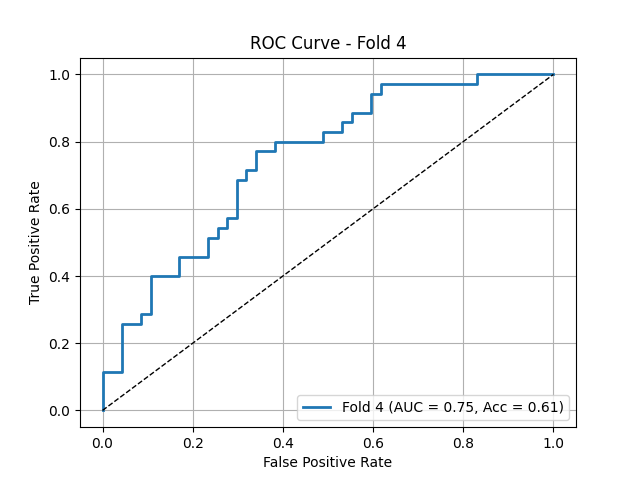 ROC Curve - Fold 4
True Positive Rate
1.0
0.8
0.6
0.4
0.2
0.0
Fold 4 (AUC = 0.75, Acc = 0.61)
0.0 0.2 0.4 0.6 0.8 1.0
False Positive Rate